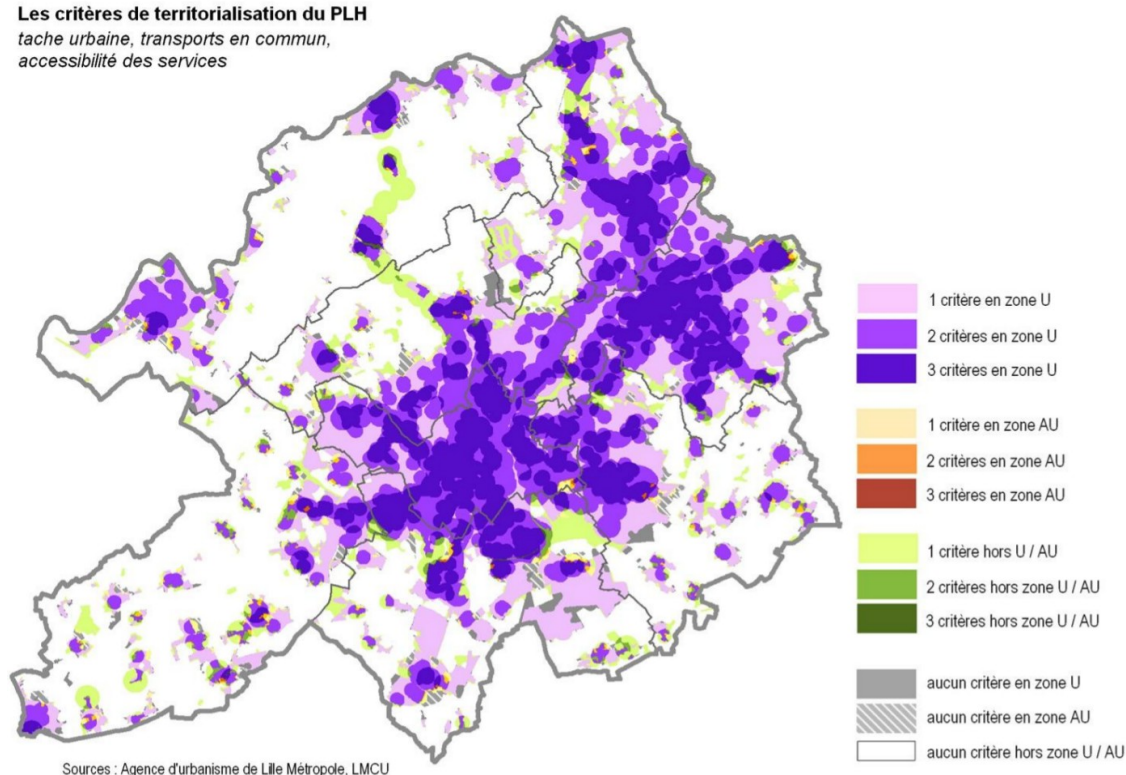 Les critères de territorialisation du PLH
tache urbaine, transports en commun,
accessibilité des services
1 critère en zone U
2 critères en zone U
3 critères en zone U
1 critère en zone AU
2 critères en zone AU
3 critères en zone AU
1 critère hors U / AU
2 critères hors zone U / AU
3 critères hors zone U / AU
aucun critère en zone U
aucun critère en zone AU
aucun critère hors zone U / AU
Sources : Agence d'urbanisme de Lille Métropole, LMCU